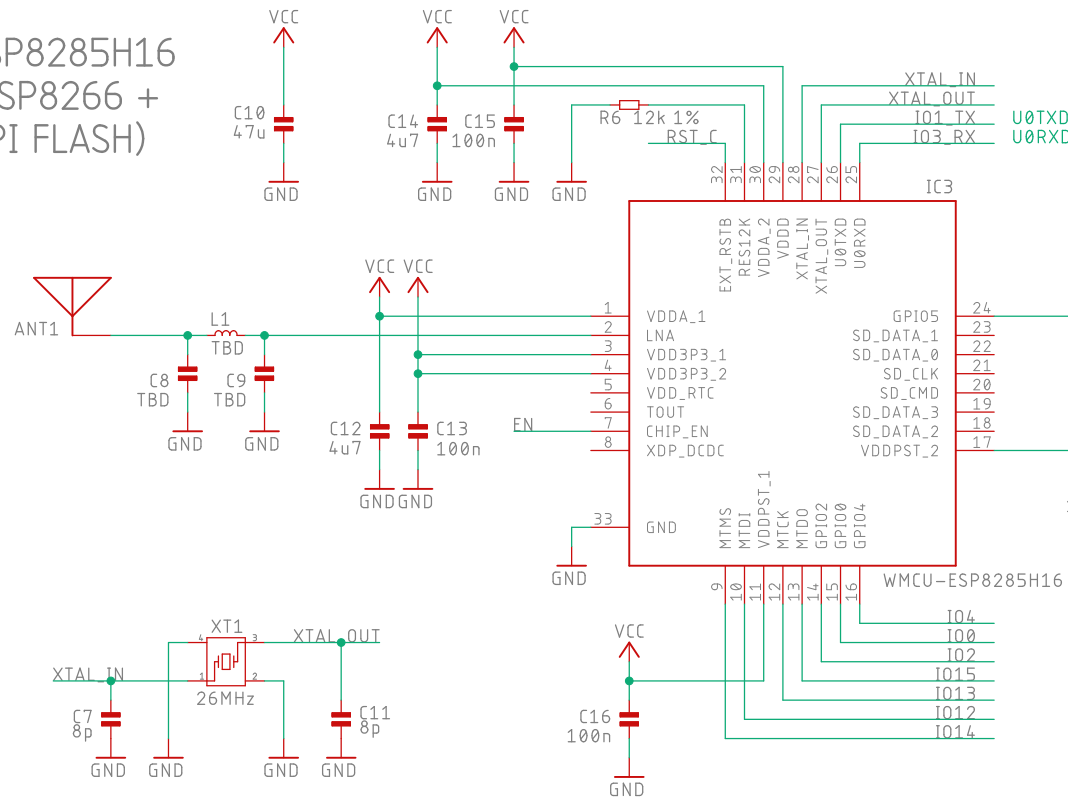 SP8285H16
SP8266 +
PI FLASH)
VCC
VCC
VCC
C10
47u
C14
4u7
C15
100n
R6 12k 1%
RST_C
XTAL_IN
XTAL_OUT
IO1_TX
IO3_RX
U0TXD
U0RXD
GND
GND
GND
GND
32
31
30
29
28
27
26
25
IC3
EXT_RSTB
RES12K
VDDA_2
VDDD
XTAL_IN
XTAL_OUT
U0TXD
U0RXD
VCC
VCC
ANT1
L1
TBD
C8
TBD
C9
TBD
GND
GND
C12
4u7
C13
100n
GND
GND
EN
1 VDDA_1
2 LNA
3 VDD3P3_1
4 VDD3P3_2
5 VDD_RTC
6 TOUT
7 CHIP_EN
8 XDP_DCDC
33 GND
GND
GPIO5 24
SD_DATA_1 23
SD_DATA_0 22
SD_CLK 21
SD_CMD 20
SD_DATA_3 19
SD_DATA_2 18
VDDPST_2 17
MTMS
MTDI
VDDPST_1
MTCK
MTDO
GPIO2
GPIO0
GPIO4
9
10
11
12
13
14
15
16
WMCU-ESP8285H16
IO4
IO0
IO2
IO15
IO13
IO12
IO14
VCC
C16
100n
GND
XT1
4
3
1
2
26MHz
XTAL_OUT
XTAL_IN
C7
8p
C11
8p
GND
GND
GND
GND